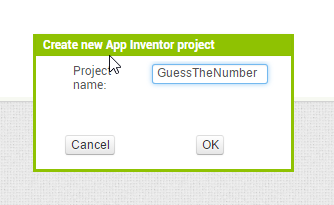 Create new App Inventor project
Project
name:
GuessTheNumber
Cancel
OK